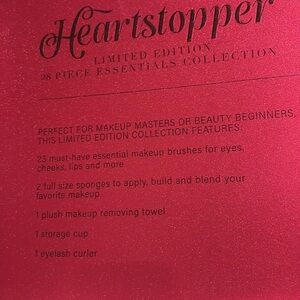 Heartstopper
LIMITED EDITION
28 PIECE ESSENTIALS COLLECTION
PERFECT FOR MAKEUP MASTERS OR BEAUTY BEGINNERS,
THIS LIMITED EDITION COLLECTION FEATURES:
23 must-have essential makeup brushes for eyes,
cheeks, lips and more
2 full size sponges to apply, build and blend your
favorite makeup
1 plush makeup removing towel
1 storage cup
1 eyelash curler